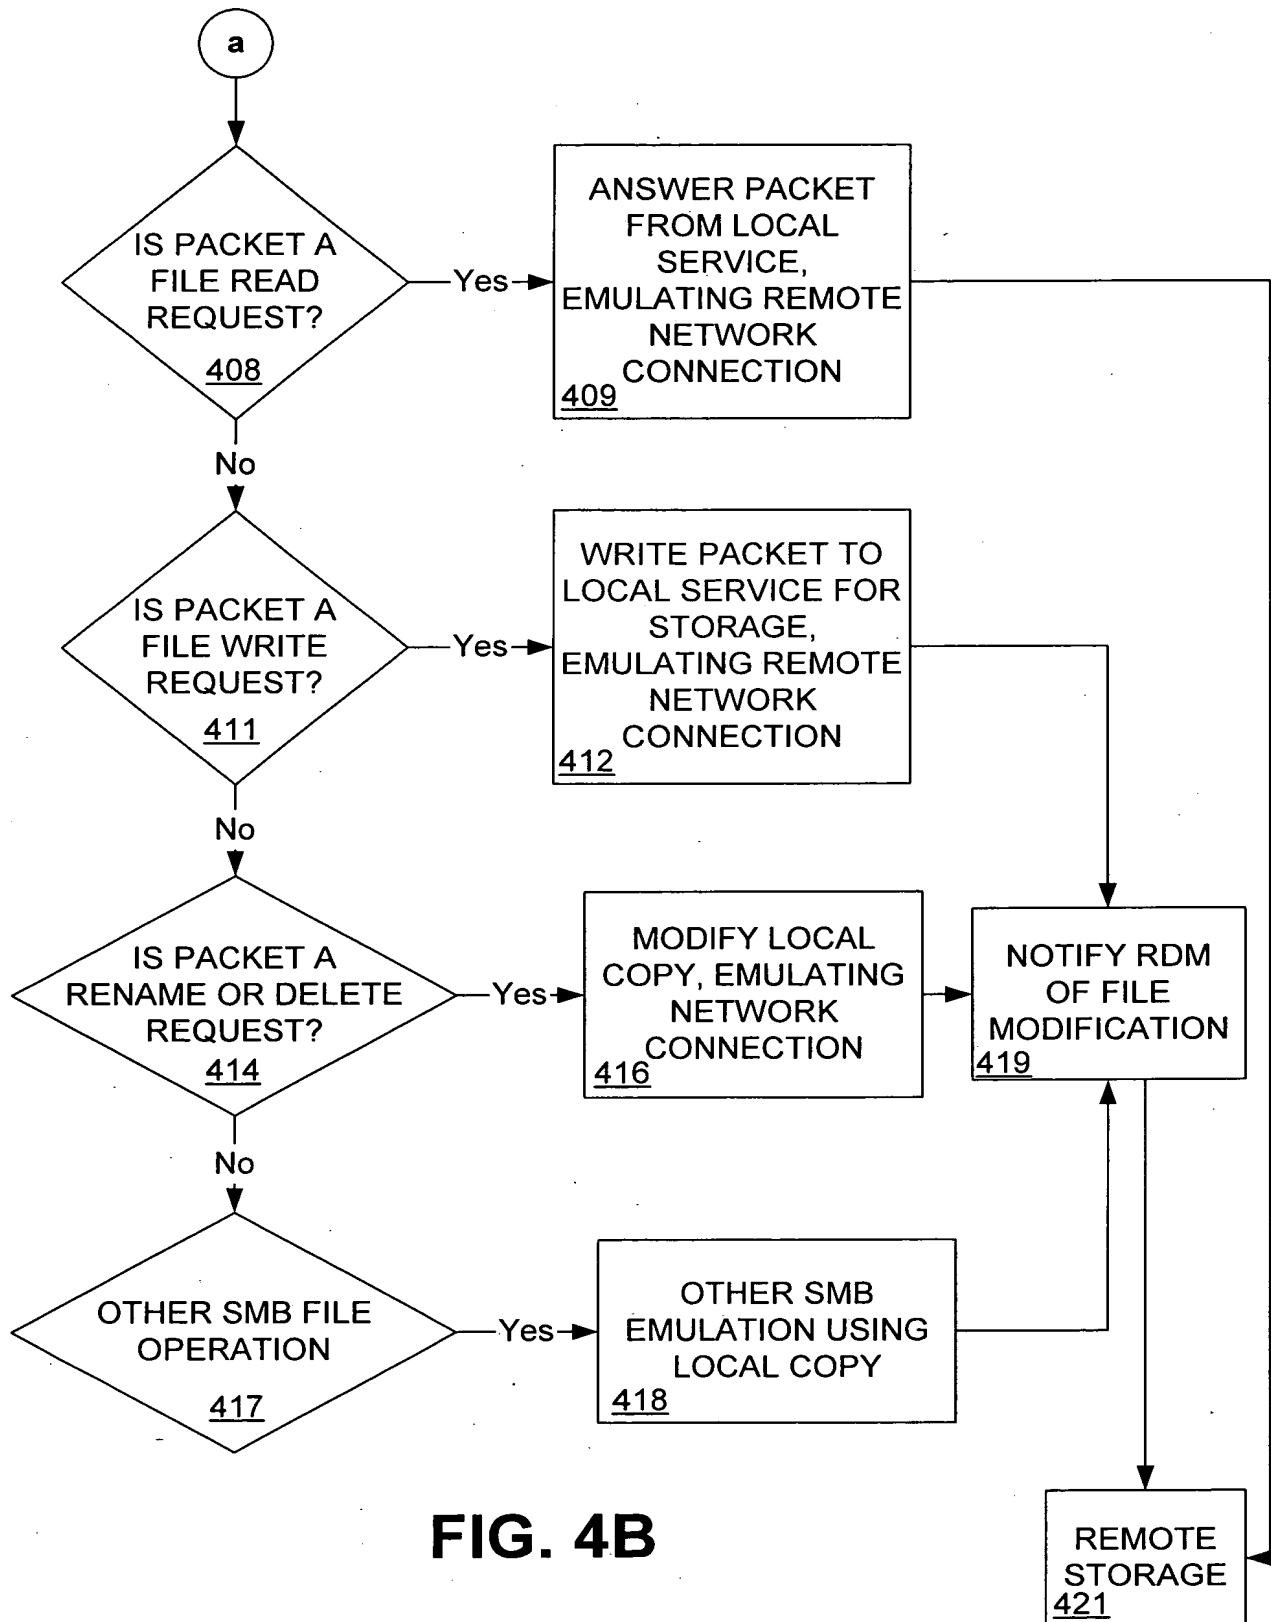 a
IS PACKET A
FILE READ
REQUEST?
408
Yes
ANSWER PACKET
FROM LOCAL
SERVICE,
EMULATING REMOTE
NETWORK
CONNECTION
409
No
IS PACKET A
FILE WRITE
REQUEST?
411
Yes
WRITE PACKET TO
LOCAL SERVICE FOR
STORAGE,
EMULATING REMOTE
NETWORK
CONNECTION
412
No
IS PACKET A
RENAME OR DELETE
REQUEST?
414
Yes
MODIFY LOCAL
COPY, EMULATING
NETWORK
CONNECTION
416
NOTIFY RDM
OF FILE
MODIFICATION
419
No
OTHER SMB FILE
OPERATION
417
Yes
OTHER SMB
EMULATION USING
LOCAL COPY
418
REMOTE
STORAGE
421
FIG. 4B